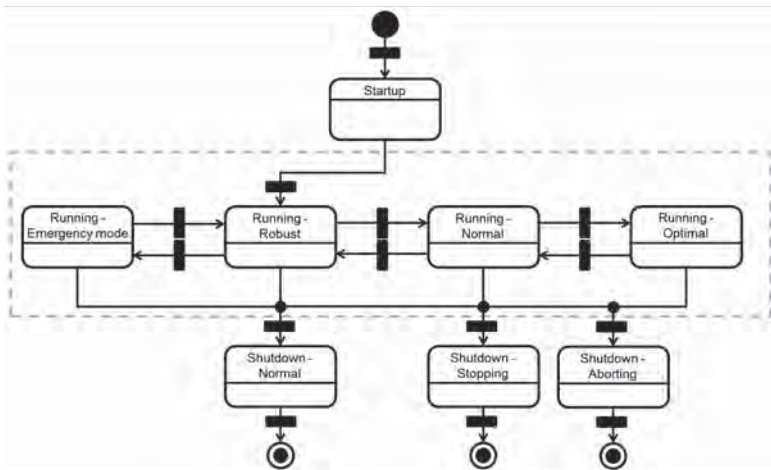 Startup
Running -
Emergency mode
Running -
Robust
Running –
Normal
Running -
Optimal
Shutdown -
Normal
Shutdown -
Stopping
Shutdown -
Aborting